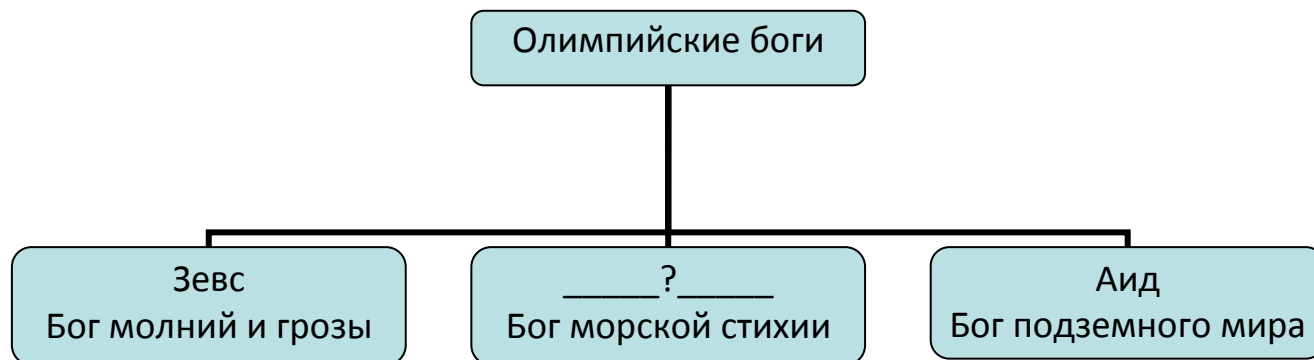 Олимпийские боги
Зевс
Бог молний и грозы
_____?_____
Бог морской стихии
Аид
Бог подземного мира